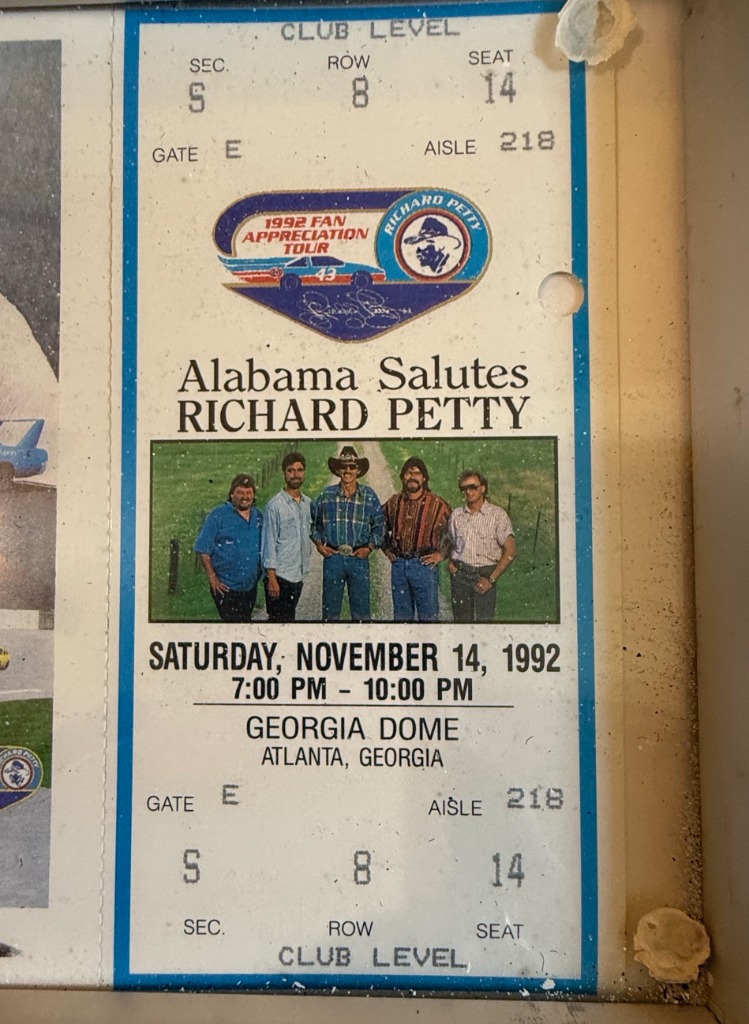 CLUB LEVEL
SEC. ROW SEAT
S 8 14
GATE E AISLE 218
1992 FAN
APPRECIATION
TOUR
RICHARD PETTY
43
Alabama Salutes
RICHARD PETTY
SATURDAY, NOVEMBER 14, 1992
7:00 PM – 10:00 PM
GEORGIA DOME
ATLANTA, GEORGIA
GATE E AISLE 218
S 8 14
SEC. ROW SEAT
CLUB LEVEL
RICHARD PETTY